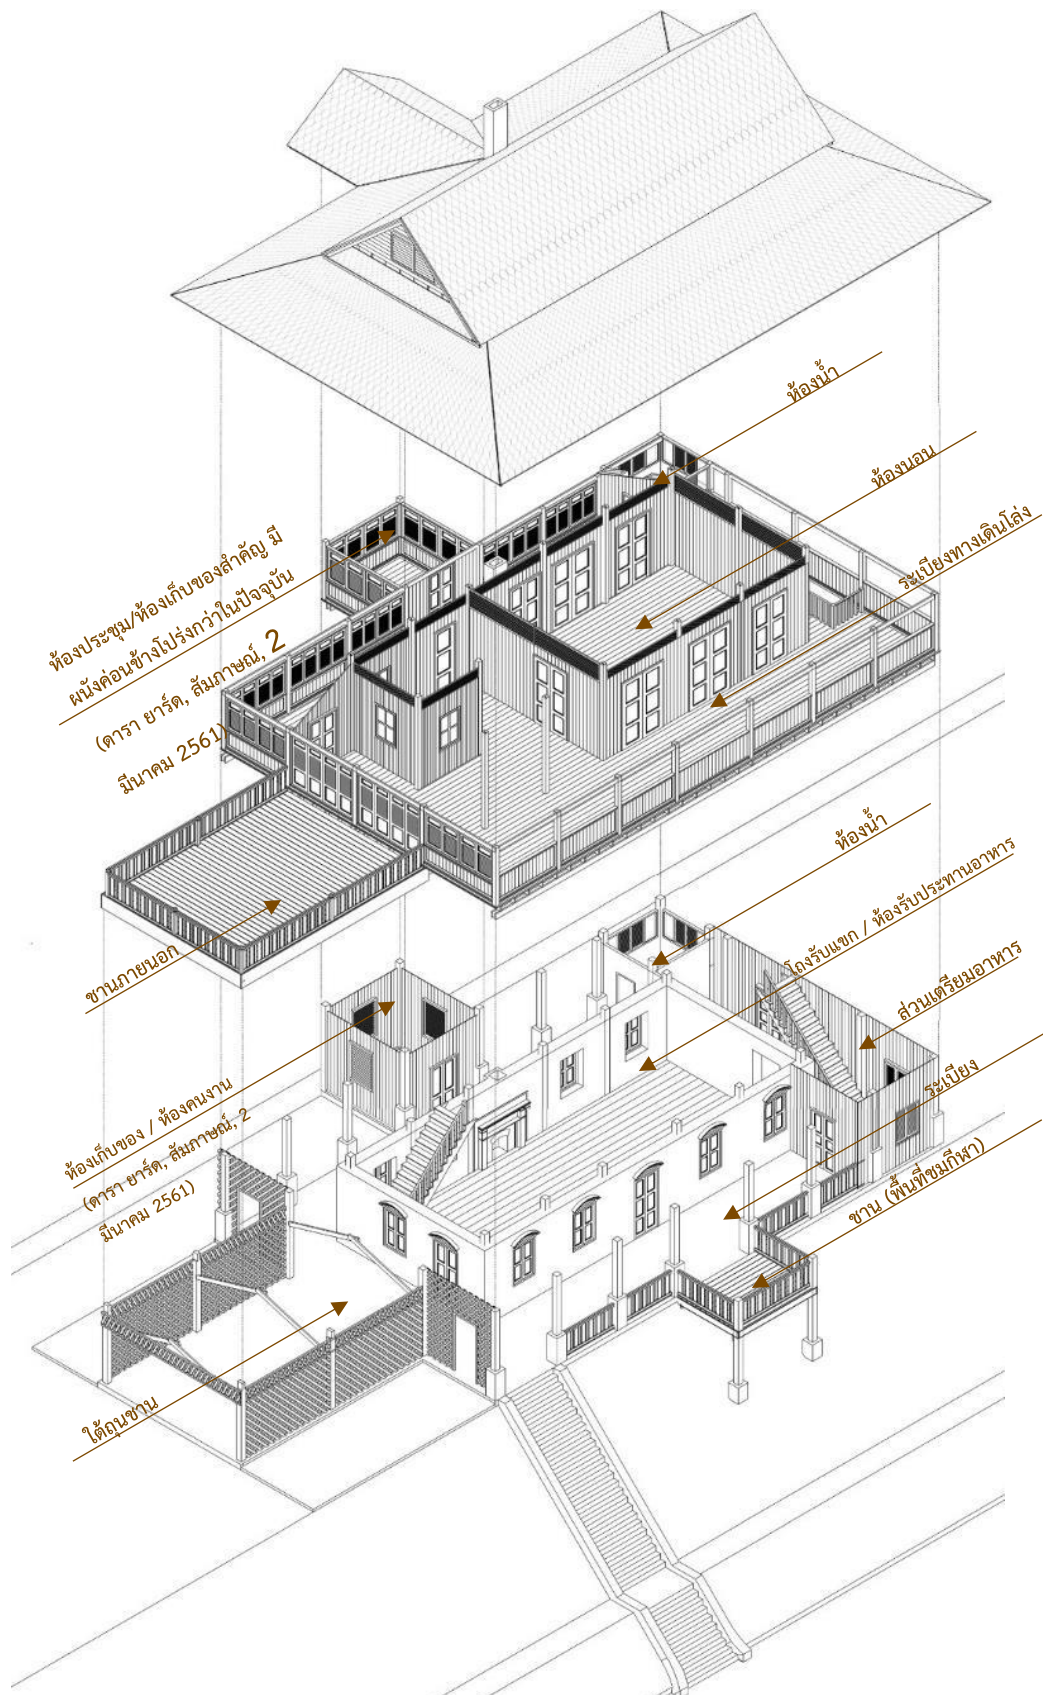 ห้องน้ำ
ห้องนอน
ระเบียงทางเดินโล่ง
ห้องประชุม/ห้องเก็บของสำคัญ มี
ผนังค่อนข้างโปร่งกว่าในปัจจุบัน
(ดารา ยาร์ด, สัมภาษณ์, 2
มีนาคม 2561)
ชานภายนอก
ห้องน้ำ
โถงรับแขก / ห้องรับประทานอาหาร
ส่วนเตรียมอาหาร
ระเบียง
ชาน (พื้นที่ชมกีฬา)
ห้องเก็บของ / ห้องคนงาน
(ดารา ยาร์ด, สัมภาษณ์, 2
มีนาคม 2561)
ใต้ถุนชาน